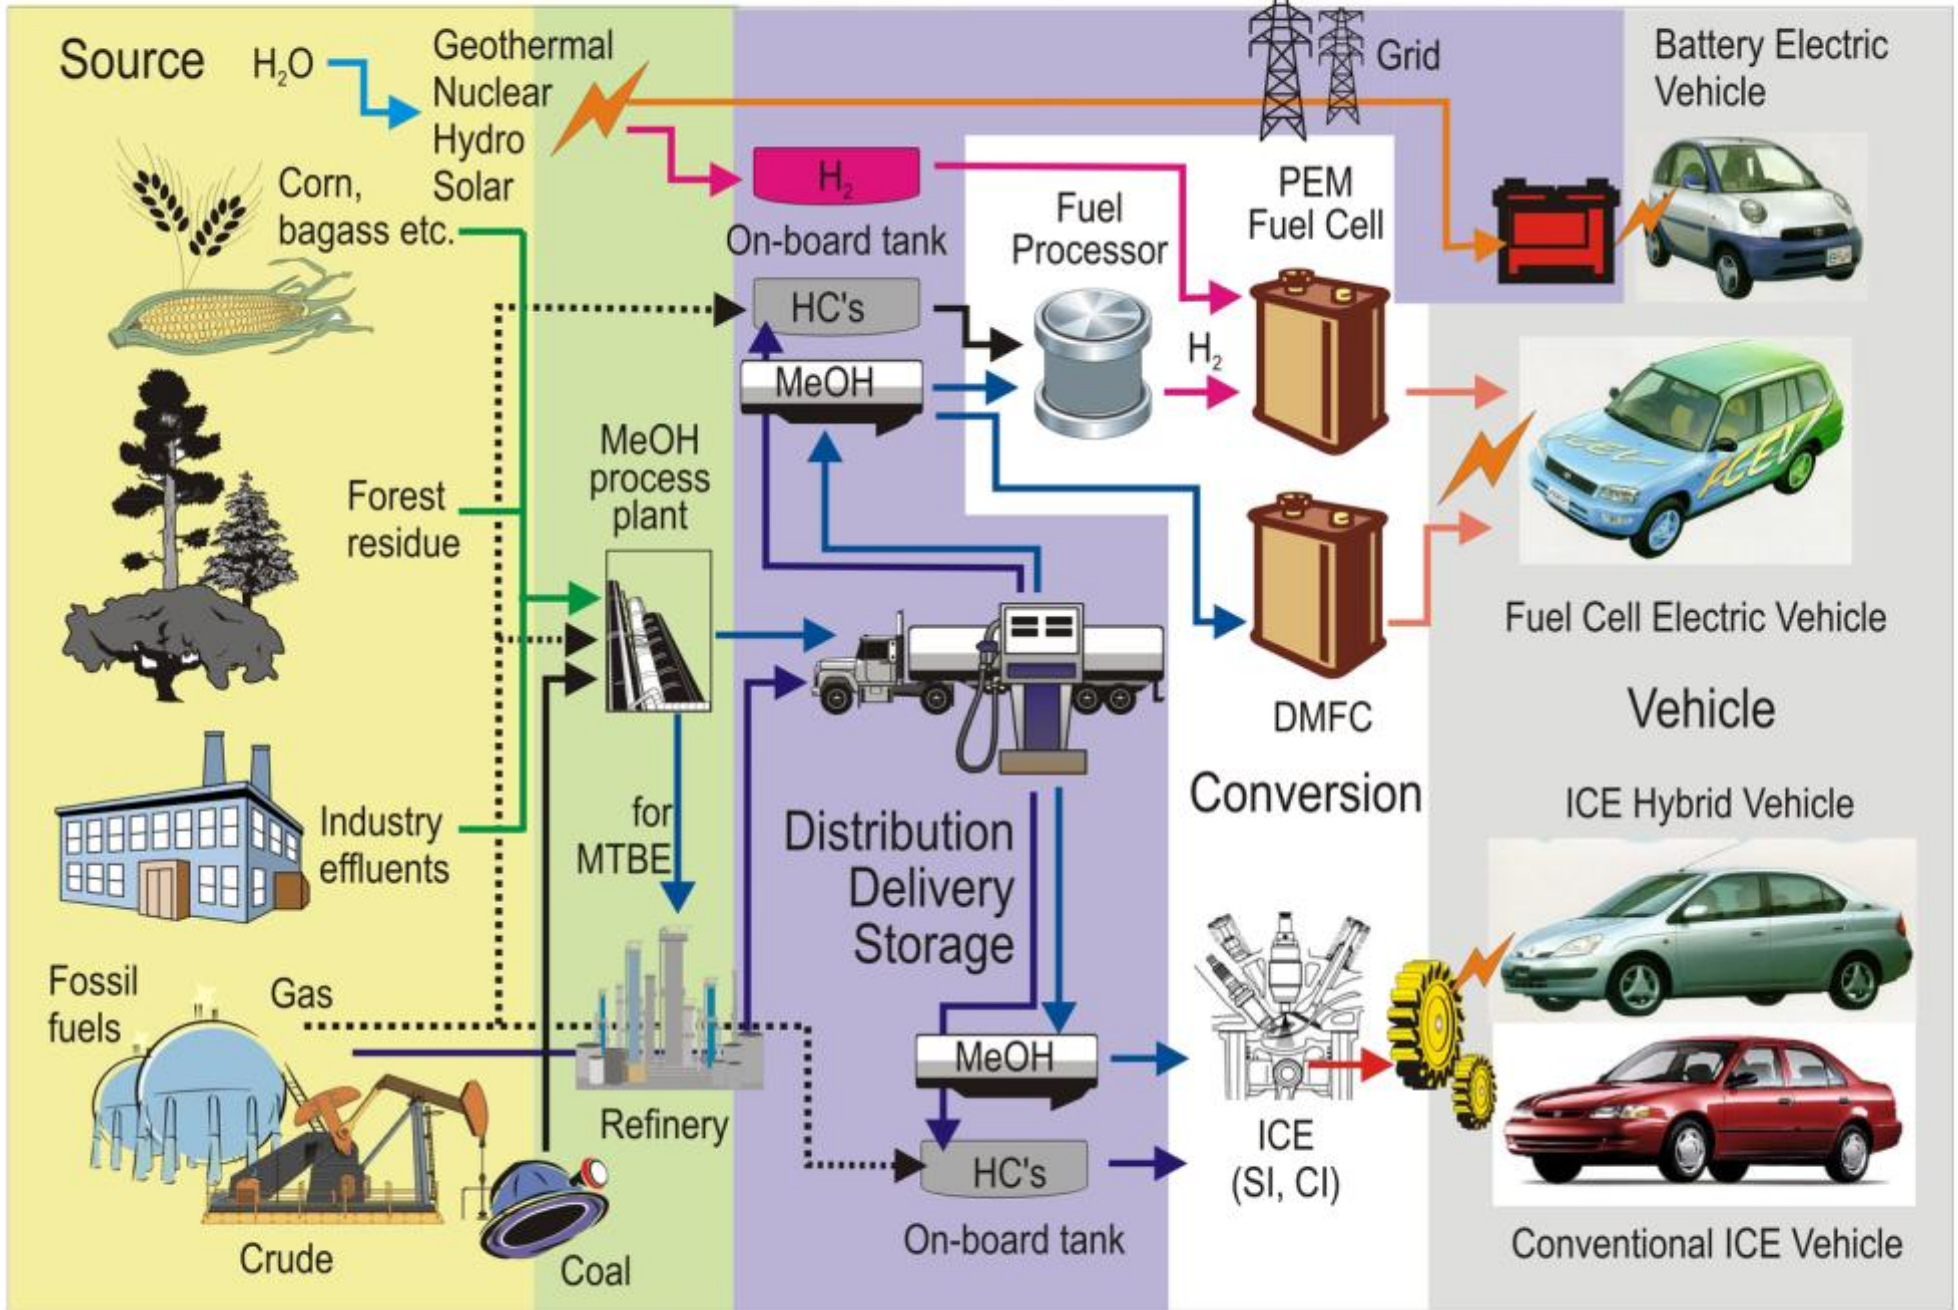 Source
H₂O
Geothermal
Nuclear
Hydro
Solar
Grid
Battery Electric
Vehicle
Corn,
bagass etc.
H₂
On-board tank
Fuel
Processor
PEM
Fuel Cell
HC's
MeOH
H₂
MeOH
process
plant
Forest
residue
FCEV
Fuel Cell Electric Vehicle
DMFC
Vehicle
Conversion
ICE Hybrid Vehicle
Industry
effluents
for
MTBE
Distribution
Delivery
Storage
Fossil
fuels
Gas
Refinery
MeOH
HC's
On-board tank
ICE
(SI, CI)
Crude
Coal
Conventional ICE Vehicle